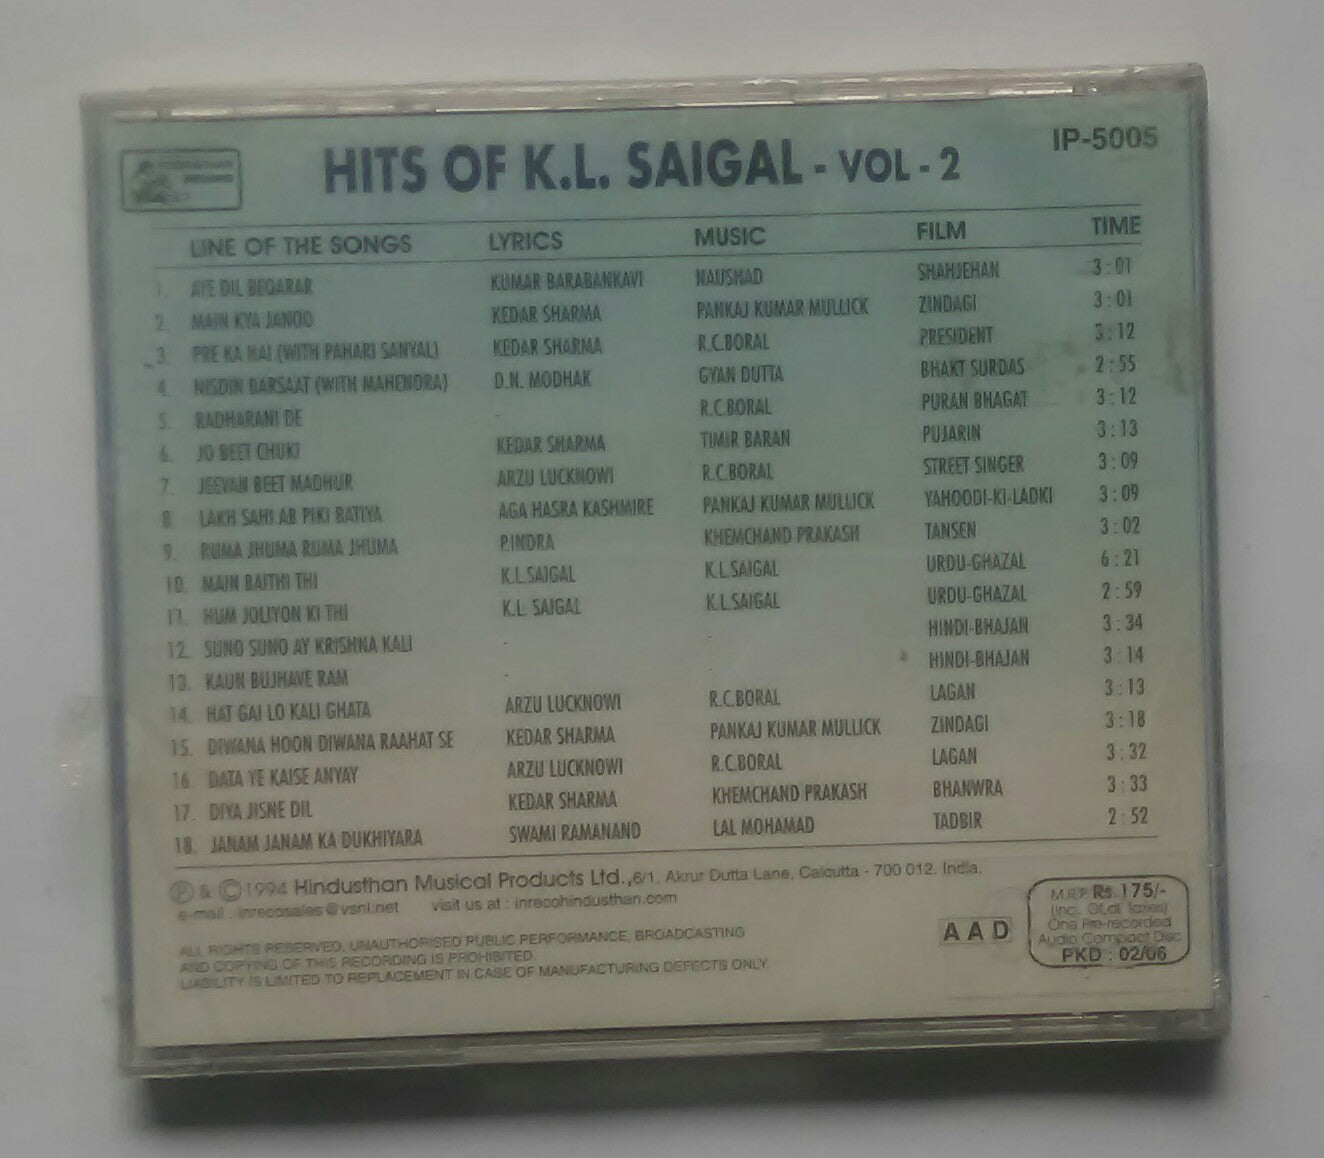 HINDUSTHAN
RECORD
HITS OF K.L. SAIGAL - VOL - 2
IP-5005
LINE OF THE SONGS LYRICS MUSIC FILM TIME
1. AYE DIL BEQARAR KUMAR BARABANKAVI NAUSHAD SHAHJEHAN 3 : 01
2. MAIN KYA JANOO KEDAR SHARMA PANKAJ KUMAR MULLICK ZINDAGI 3 : 01
3. PRE KA HAI (WITH PAHARI SANYAL) KEDAR SHARMA R.C.BORAL PRESIDENT 3 : 12
4. NISDIN BARSAAT (WITH MAHENDRA) D.N. MODHAK GYAN DUTTA BHAKT SURDAS 2 : 55
5. RADHARANI DE R.C.BORAL PURAN BHAGAT 3 : 12
6. JO BEET CHUKI KEDAR SHARMA TIMIR BARAN PUJARIN 3 : 13
7. JEEVAN BEET MADHUR ARZU LUCKNOWI R.C.BORAL STREET SINGER 3 : 09
8. LAKH SAHI AB PIKI BATIYA AGA HASRA KASHMIRE PANKAJ KUMAR MULLICK YAHOODI-KI-LADKI 3 : 09
9. RUMA JHUMA RUMA JHUMA P.INDRA KHEMCHAND PRAKASH TANSEN 3 : 02
10. MAIN BAITHI THI K.L.SAIGAL K.L.SAIGAL URDU-GHAZAL 6 : 21
11. HUM JOLIYON KI THI K.L. SAIGAL K.L.SAIGAL URDU-GHAZAL 2 : 59
12. SUNO SUNO AY KRISHNA KALI HINDI-BHAJAN 3 : 34
13. KAUN BUJHAVE RAM HINDI-BHAJAN 3 : 14
14. HAT GAI LO KALI GHATA ARZU LUCKNOWI R.C.BORAL LAGAN 3 : 13
15. DIWANA HOON DIWANA RAAHAT SE KEDAR SHARMA PANKAJ KUMAR MULLICK ZINDAGI 3 : 18
16. DATA YE KAISE ANYAY ARZU LUCKNOWI R.C.BORAL LAGAN 3 : 32
17. DIYA JISNE DIL KEDAR SHARMA KHEMCHAND PRAKASH BHANWRA 3 : 33
18. JANAM JANAM KA DUKHIYARA SWAMI RAMANAND LAL MOHAMAD TADBIR 2 : 52
Ⓟ & © 1994 Hindusthan Musical Products Ltd.,6/1, Akrur Dutta Lane, Calcutta - 700 012. India.
e-mail : inrecosales@vsnl.net visit us at : inrecohindusthan.com
ALL RIGHTS RESERVED, UNAUTHORISED PUBLIC PERFORMANCE, BROADCASTING
AND COPYING OF THIS RECORDING IS PROHIBITED.
LIABILITY IS LIMITED TO REPLACEMENT IN CASE OF MANUFACTURING DEFECTS ONLY.
A A D
M.R.P Rs.175/-
(Inc. Of.al Taxes)
One Pre-recorded
Audio Compact Disc
PKD : 02/06